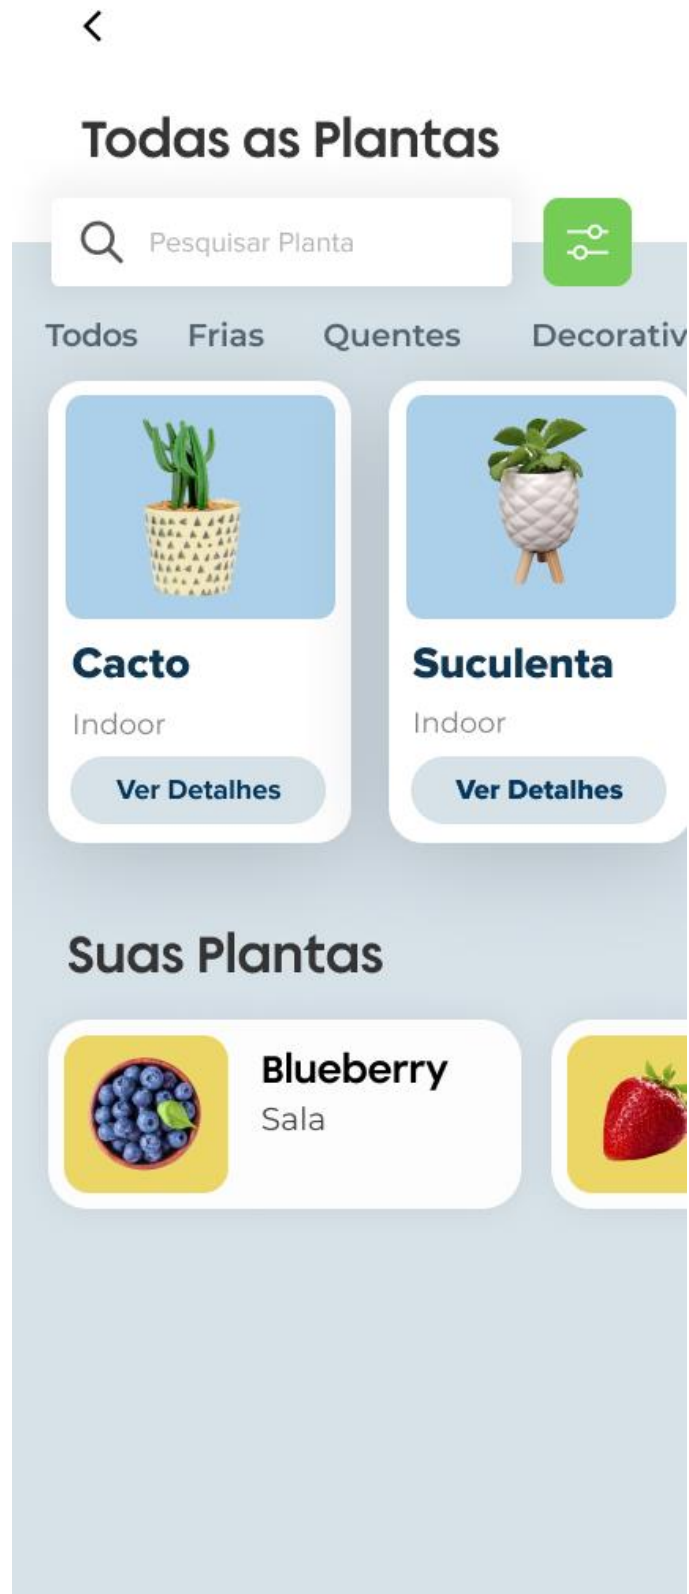 Todas as Plantas
Pesquisar Planta
Todos Frias Quentes Decorativ
Cacto
Indoor
Ver Detalhes
Suculenta
Indoor
Ver Detalhes
Suas Plantas
Blueberry
Sala